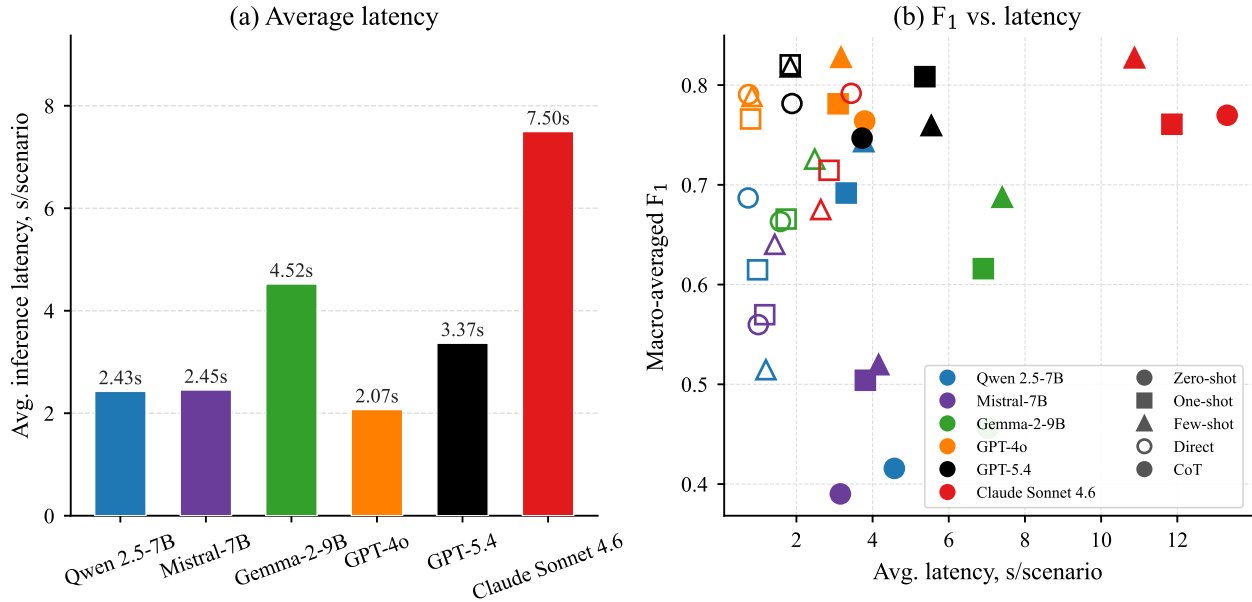 (a) Average latency
Avg. inference latency, s/scenario
8
6
4
2
0
2.43s
2.45s
4.52s
2.07s
3.37s
7.50s
Qwen 2.5-7B
Mistral-7B
Gemma-2-9B
GPT-4o
GPT-5.4
Claude Sonnet 4.6
(b) F₁ vs. latency
Macro-averaged F₁
0.8
0.7
0.6
0.5
0.4
2 4 6 8 10 12
Avg. latency, s/scenario
Qwen 2.5-7B
Mistral-7B
Gemma-2-9B
GPT-4o
GPT-5.4
Claude Sonnet 4.6
Zero-shot
One-shot
Few-shot
Direct
CoT